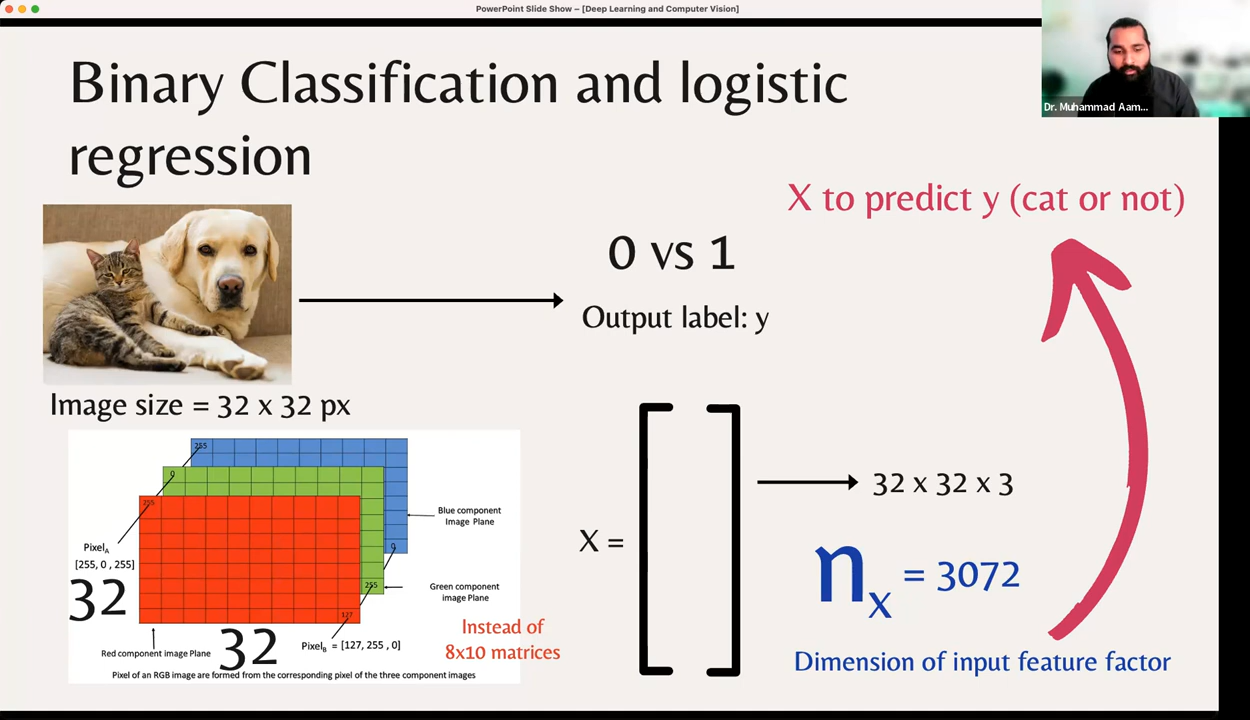 PowerPoint Slide Show – [Deep Learning and Computer Vision]
Dr. Muhammad Aam...
Binary Classification and logistic
regression
X to predict y (cat or not)
0 vs 1
Output label: y
Image size = 32 x 32 px
255
0
255
Blue component
Image Plane
Pixel_A
[255, 0 , 255]
0
32
255
Green component
image Plane
127
Red component image Plane
32
Pixel_B = [127, 255 , 0]
Pixel of an RGB image are formed from the corresponding pixel of the three component images
Instead of
8x10 matrices
X =
32 x 32 x 3
n_x = 3072
Dimension of input feature factor